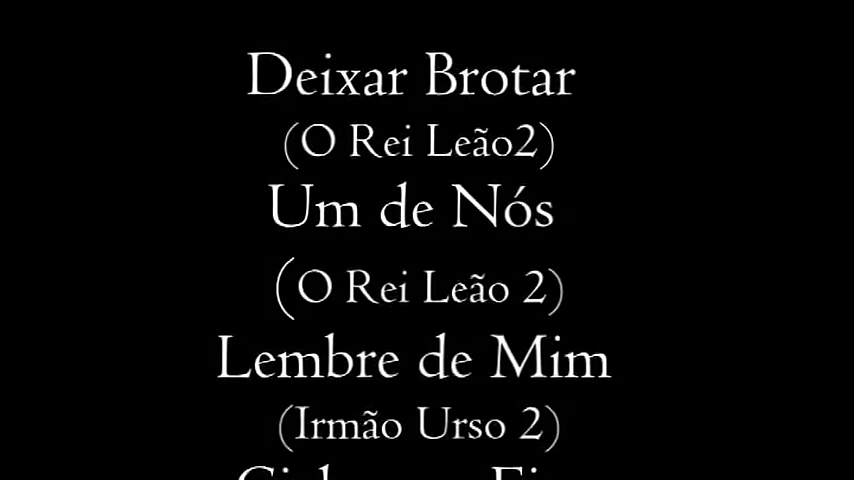 Deixar Brotar
(O Rei Leão2)
Um de Nós
(O Rei Leão 2)
Lembre de Mim
(Irmão Urso 2)